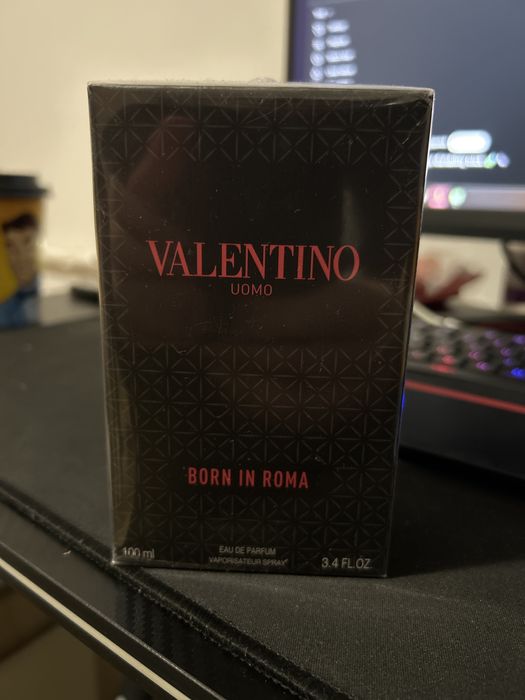 VALENTINO
UOMO
BORN IN ROMA
100 ml
EAU DE PARFUM
VAPORISATEUR SPRAY
3.4 FL.OZ.